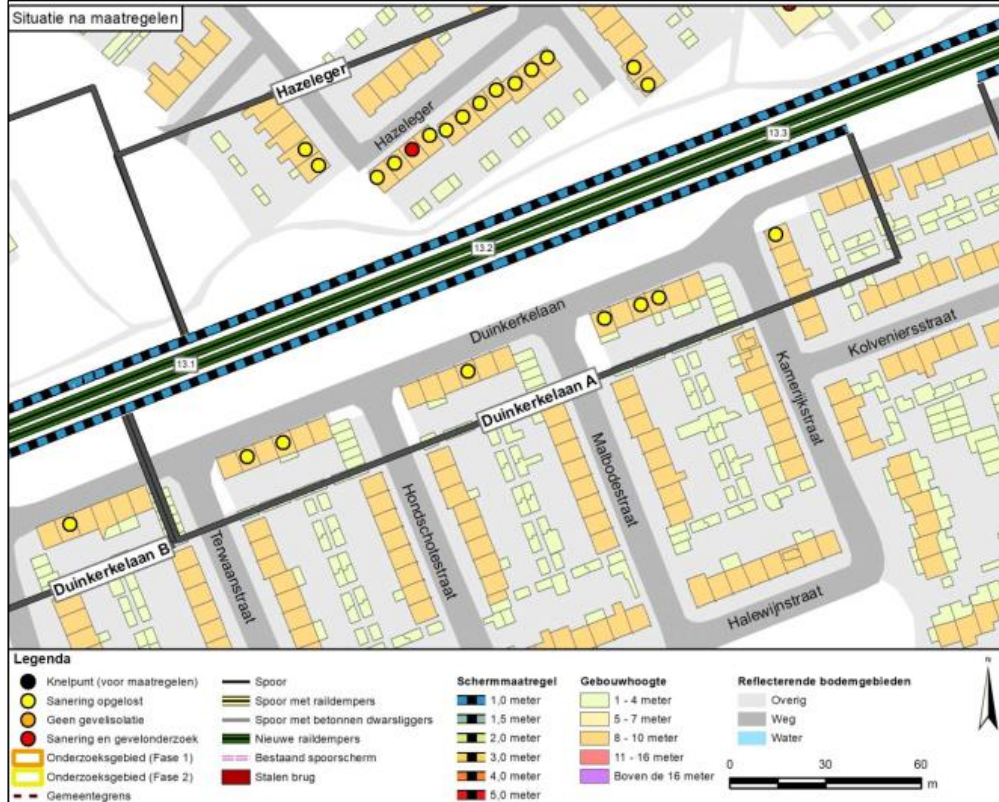 Situatie na maatregelen
Hazeleger
Hazeleger
13.3
13.2
13.1
Duinkerkelaan
Duinkerkelaan A
Kolveniersstraat
Kamerijkstraat
Malbodestraat
Hondschotestraat
Terwaanstraat
Duinkerkelaan B
Halewijnstraat
Legenda
Knelpunt (voor maatregelen)
Sanering opgelost
Geen gevelisolatie
Sanering en gevelonderzoek
Onderzoeksgebied (Fase 1)
Onderzoeksgebied (Fase 2)
Gemeentegrens
Spoor
Spoor met raildempers
Spoor met betonnen dwarsliggers
Nieuwe raildempers
Bestaand spoorscherm
Stalen brug
Schermmaatregel
1,0 meter
1,5 meter
2,0 meter
3,0 meter
4,0 meter
5,0 meter
Gebouwhoogte
1 - 4 meter
5 - 7 meter
8 - 10 meter
11 - 16 meter
Boven de 16 meter
Reflecterende bodemgebieden
Overig
Weg
Water
N
0 30 60
m